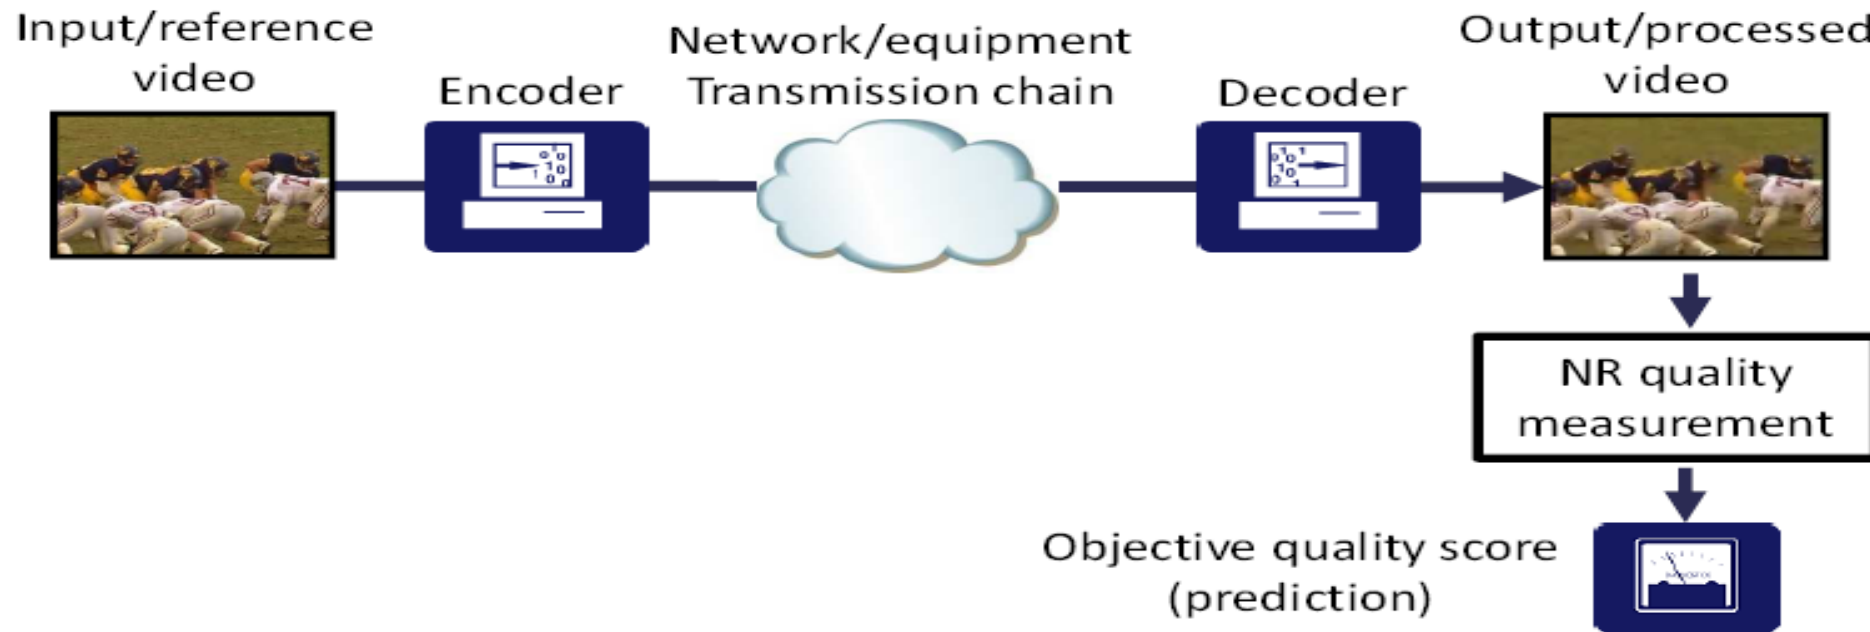 Input/reference
video
Encoder
Network/equipment
Transmission chain
Decoder
Output/processed
video
NR quality
measurement
Objective quality score
(prediction)